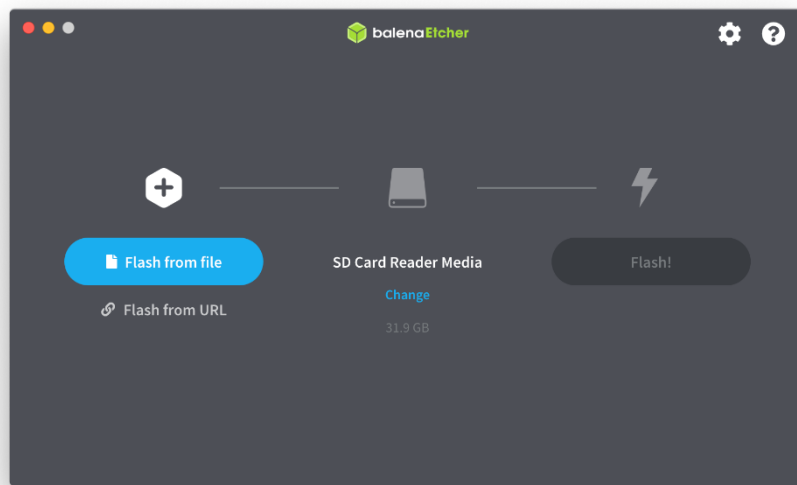 balenaEtcher
Flash from file
Flash from URL
SD Card Reader Media
Change
31.9 GB
Flash!